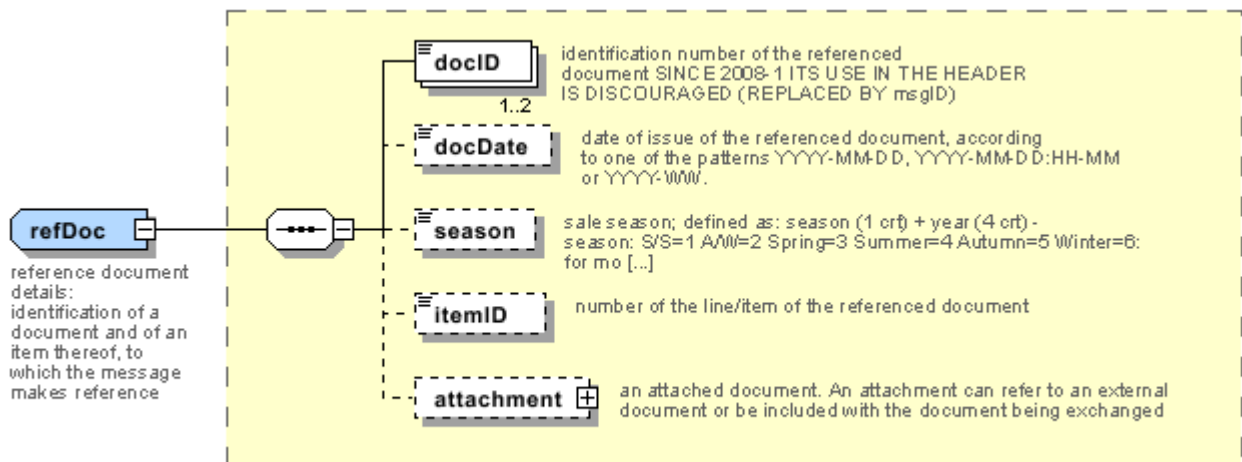 docID
identification number of the referenced
document SINCE 2008-1 ITS USE IN THE HEADER
IS DISCOURAGED (REPLACED BY msgID)
1..2
docDate
date of issue of the referenced document, according
to one of the patterns YYYY-MM-DD, YYYY-MM-DD:HH-MM
or YYYY-WW.
refDoc
reference document
details:
identification of a
document and of an
item thereof, to
which the message
makes reference
season
sale season; defined as: season (1 crt) + year (4 crt) -
season: S/S=1 A/W=2 Spring=3 Summer=4 Autumn=5 Winter=6:
for mo [...]
itemID
number of the line/item of the referenced document
attachment
an attached document. An attachment can refer to an external
document or be included with the document being exchanged